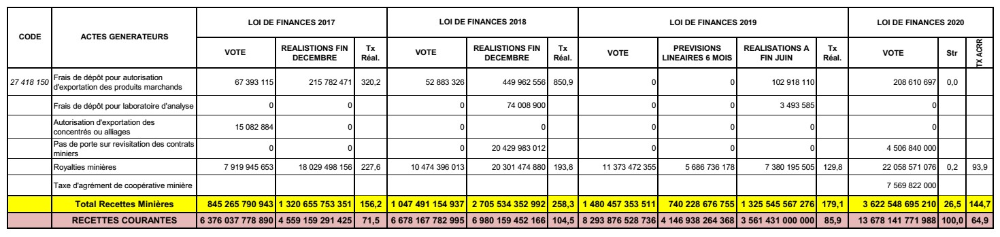 CODE ACTES GENERATEURS LOI DE FINANCES 2017 LOI DE FINANCES 2018 LOI DE FINANCES 2019 LOI DE FINANCES 2020
VOTE REALISTIONS FIN DECEMBRE Tx Réal. VOTE REALISTIONS FIN DECEMBRE Tx Réal. VOTE PREVISIONS LINEAIRES 6 MOIS REALISATIONS A FIN JUIN Tx Réal. VOTE Str TX ACRR
27 418 150 Frais de dépôt pour autorisation d'exportation des produits marchands 67 393 115 215 782 471 320,2 52 883 326 449 962 556 850,9 0 0 102 918 110 208 610 697 0,0
Frais de dépôt pour laboratoire d'analyse 0 0 0 74 008 900 0 0 3 493 585 0
Autorisation d'exportation des concentrés ou alliages 15 082 884 0 0 0 0 0 0 0
Pas de porte sur revisitation des contrats miniers 0 0 0 20 429 983 012 0 0 0 4 506 840 000
Royalties minières 7 919 945 653 18 029 498 156 227,6 10 474 396 013 20 301 474 880 193,8 11 373 472 355 5 686 736 178 7 380 195 505 129,8 22 058 571 076 0,2 93,9
Taxe d'agrément de coopérative minière 7 569 822 000
Total Recettes Minières 845 265 790 943 1 320 655 753 351 156,2 1 047 491 154 937 2 705 534 352 992 258,3 1 480 457 353 511 740 228 676 755 1 325 545 567 276 179,1 3 622 548 695 210 26,5 144,7
RECETTES COURANTES 6 376 037 778 890 4 559 159 291 425 71,5 6 678 167 782 995 6 980 159 452 166 104,5 8 293 876 528 736 4 146 938 264 368 3 561 431 000 000 85,9 13 678 141 771 988 100,0 64,9